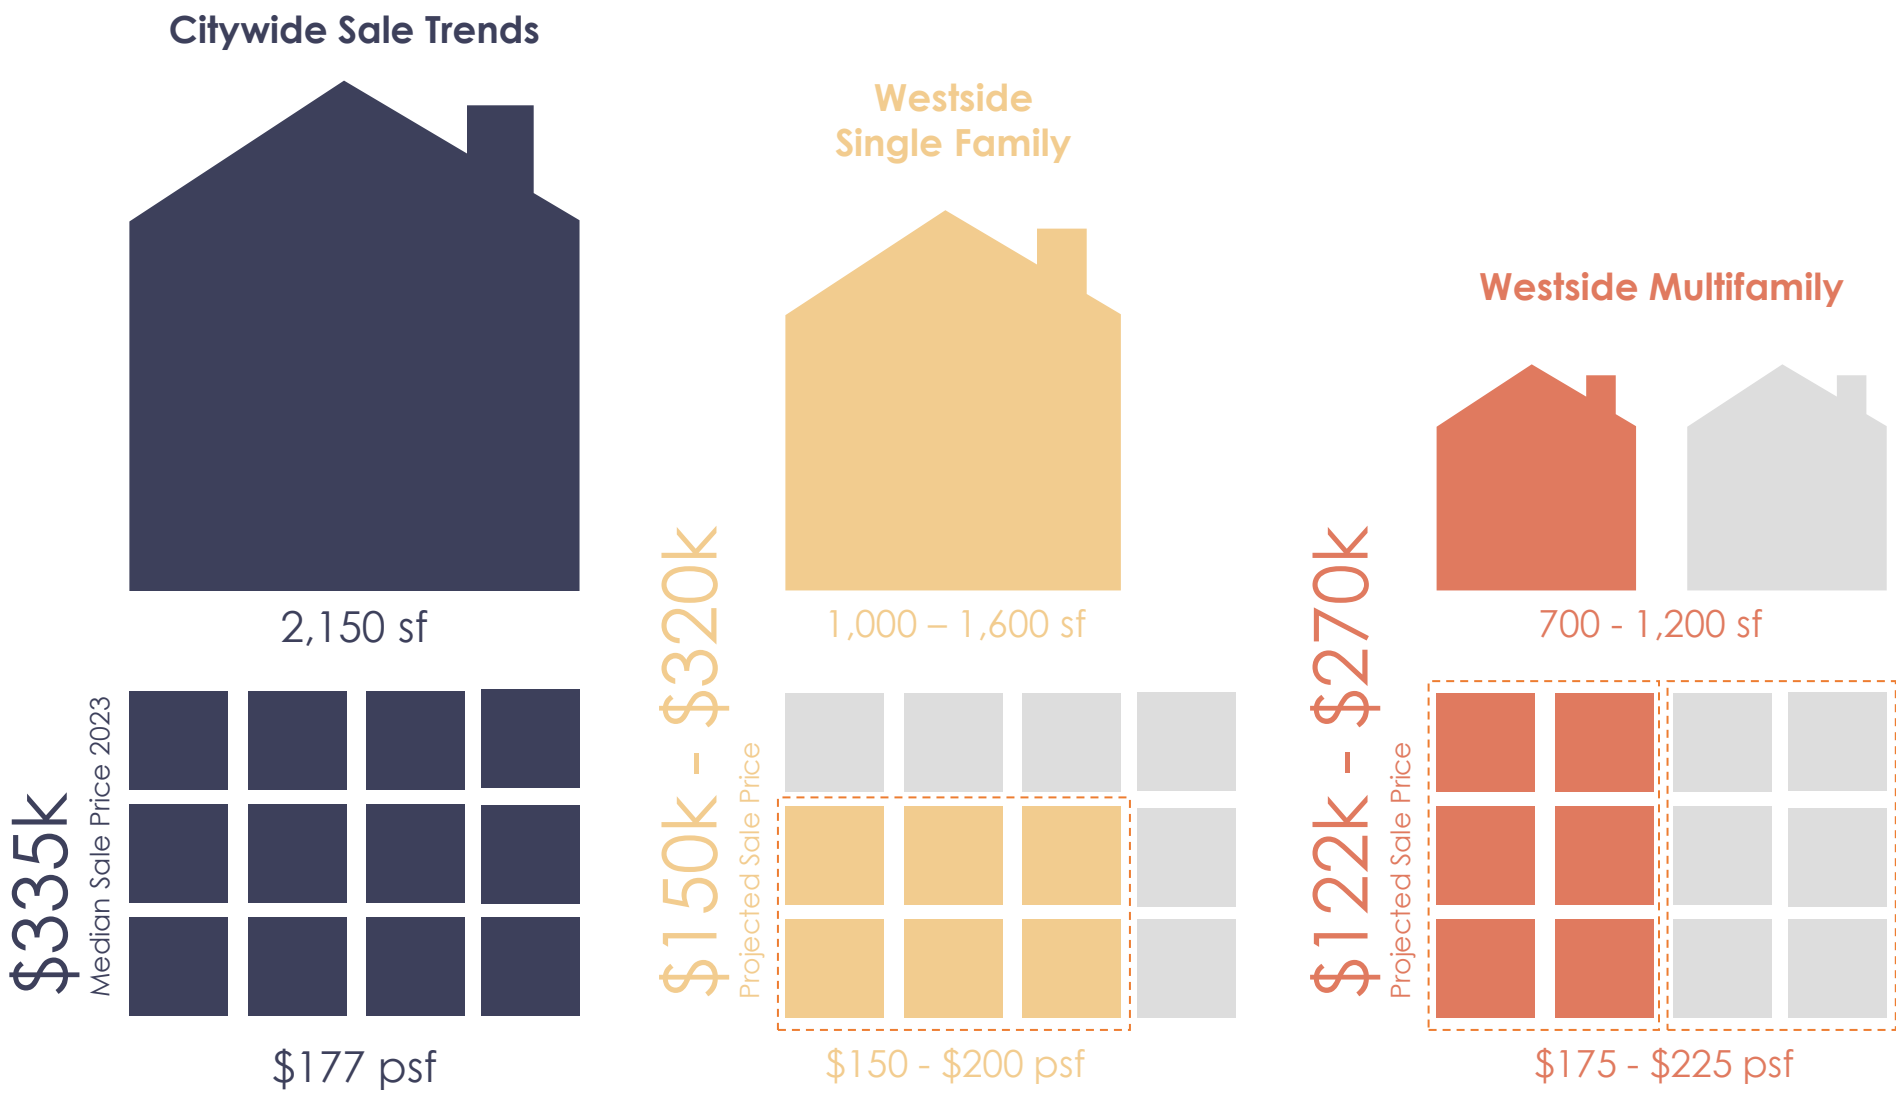 Citywide Sale Trends
2,150 sf
$335k
Median Sale Price 2023
$177 psf
Westside
Single Family
1,000 – 1,600 sf
$150k - $320k
Projected Sale Price
$150 - $200 psf
Westside Multifamily
700 - 1,200 sf
$122k - $270k
Projected Sale Price
$175 - $225 psf